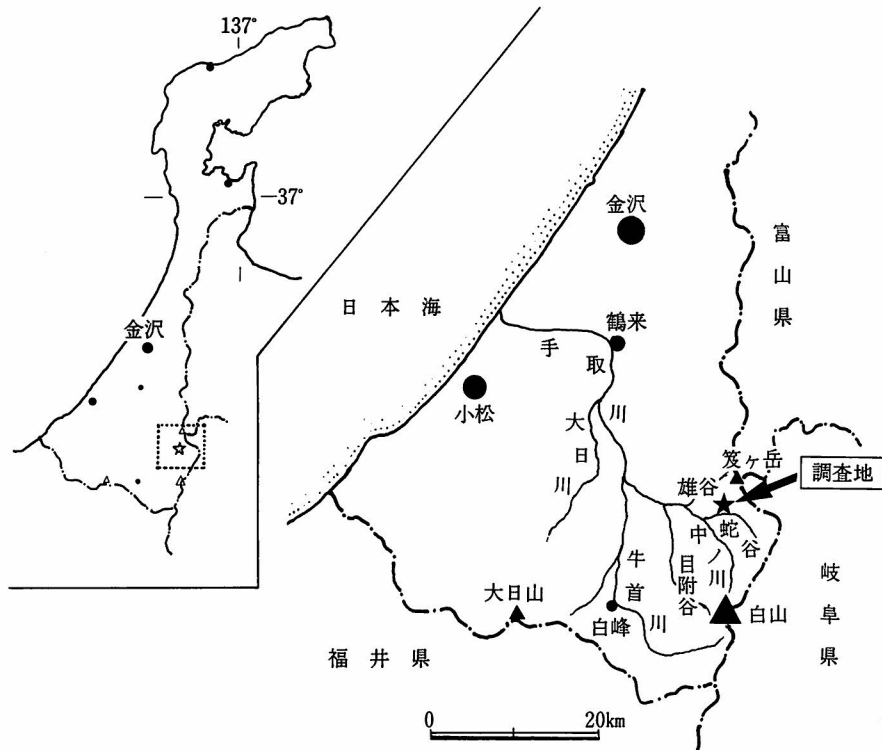 137°
37°
金沢
日本海
金沢
鶴来
小松
富山県
手取川
大日川
笈ヶ岳
調査地
雄谷
蛇谷
中ノ川
目附谷
牛首川
大日山
白峰
白山
岐阜県
福井県
0
20km